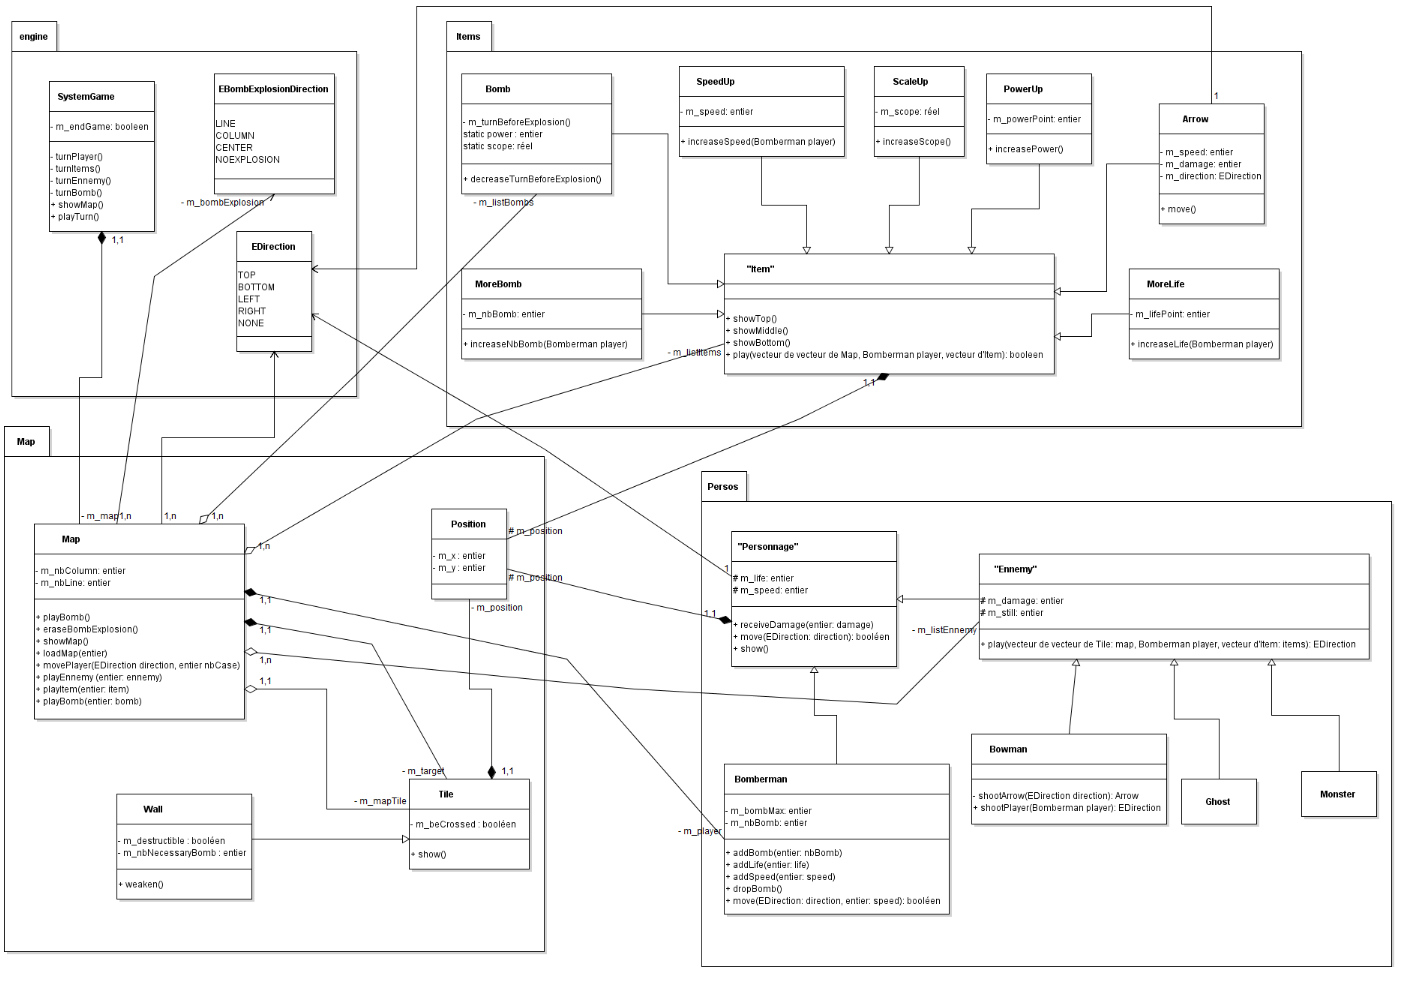 engine
SystemGame
- m_endGame: booleen
- turnPlayer()
- turnItems()
- turnEnnemy()
- turnBomb()
+ showMap()
+ playTurn()
1,1
EBombExplosionDirection
LINE
COLUMN
CENTER
NOEXPLOSION
- m_bombExplosion
EDirection
TOP
BOTTOM
LEFT
RIGHT
NONE
Items
Bomb
- m_turnBeforeExplosion()
static power : entier
static scope: réel
+ decreaseTurnBeforeExplosion()
- m_listBombs
SpeedUp
- m_speed: entier
+ increaseSpeed(Bomberman player)
ScaleUp
- m_scope: réel
+ increaseScope()
PowerUp
- m_powerPoint: entier
+ increasePower()
1
Arrow
- m_speed: entier
- m_damage: entier
- m_direction: EDirection
+ move()
MoreBomb
- m_nbBomb: entier
+ increaseNbBomb(Bomberman player)
"Item"
+ showTop()
+ showMiddle()
+ showBottom()
+ play(vecteur de vecteur de Map, Bomberman player, vecteur d'Item): booleen
- m_listItems
1,1
MoreLife
- m_lifePoint: entier
+ increaseLife(Bomberman player)
Map
- m_map
1,n
1,n
1,n
Map
- m_nbColumn: entier
- m_nbLine: entier
+ playBomb()
+ eraseBombExplosion()
+ showMap()
+ loadMap(entier)
+ movePlayer(EDirection direction, entier nbCase)
+ playEnnemy (entier: ennemy)
+ playItem(entier: item)
+ playBomb(entier: bomb)
1,n
1,1
1,1
1,n
1,1
Position
- m_x : entier
- m_y : entier
# m_position
# m_position
- m_position
- m_target
1,1
- m_mapTile
Tile
- m_beCrossed : booléen
+ show()
Wall
- m_destructible : booléen
- m_nbNecessaryBomb : entier
+ weaken()
Persos
"Personnage"
# m_life: entier
# m_speed: entier
+ receiveDamage(entier: damage)
+ move(EDirection: direction): booléen
+ show()
1
1,1
"Ennemy"
# m_damage: entier
# m_still: entier
+ play(vecteur de vecteur de Tile: map, Bomberman player, vecteur d'Item: items): EDirection
- m_listEnnemy
Bomberman
- m_bombMax: entier
- m_nbBomb: entier
+ addBomb(entier: nbBomb)
+ addLife(entier: life)
+ addSpeed(entier: speed)
+ dropBomb()
+ move(EDirection: direction, entier: speed): booléen
- m_player
Bowman
- shootArrow(EDirection direction): Arrow
+ shootPlayer(Bomberman player): EDirection
Ghost
Monster